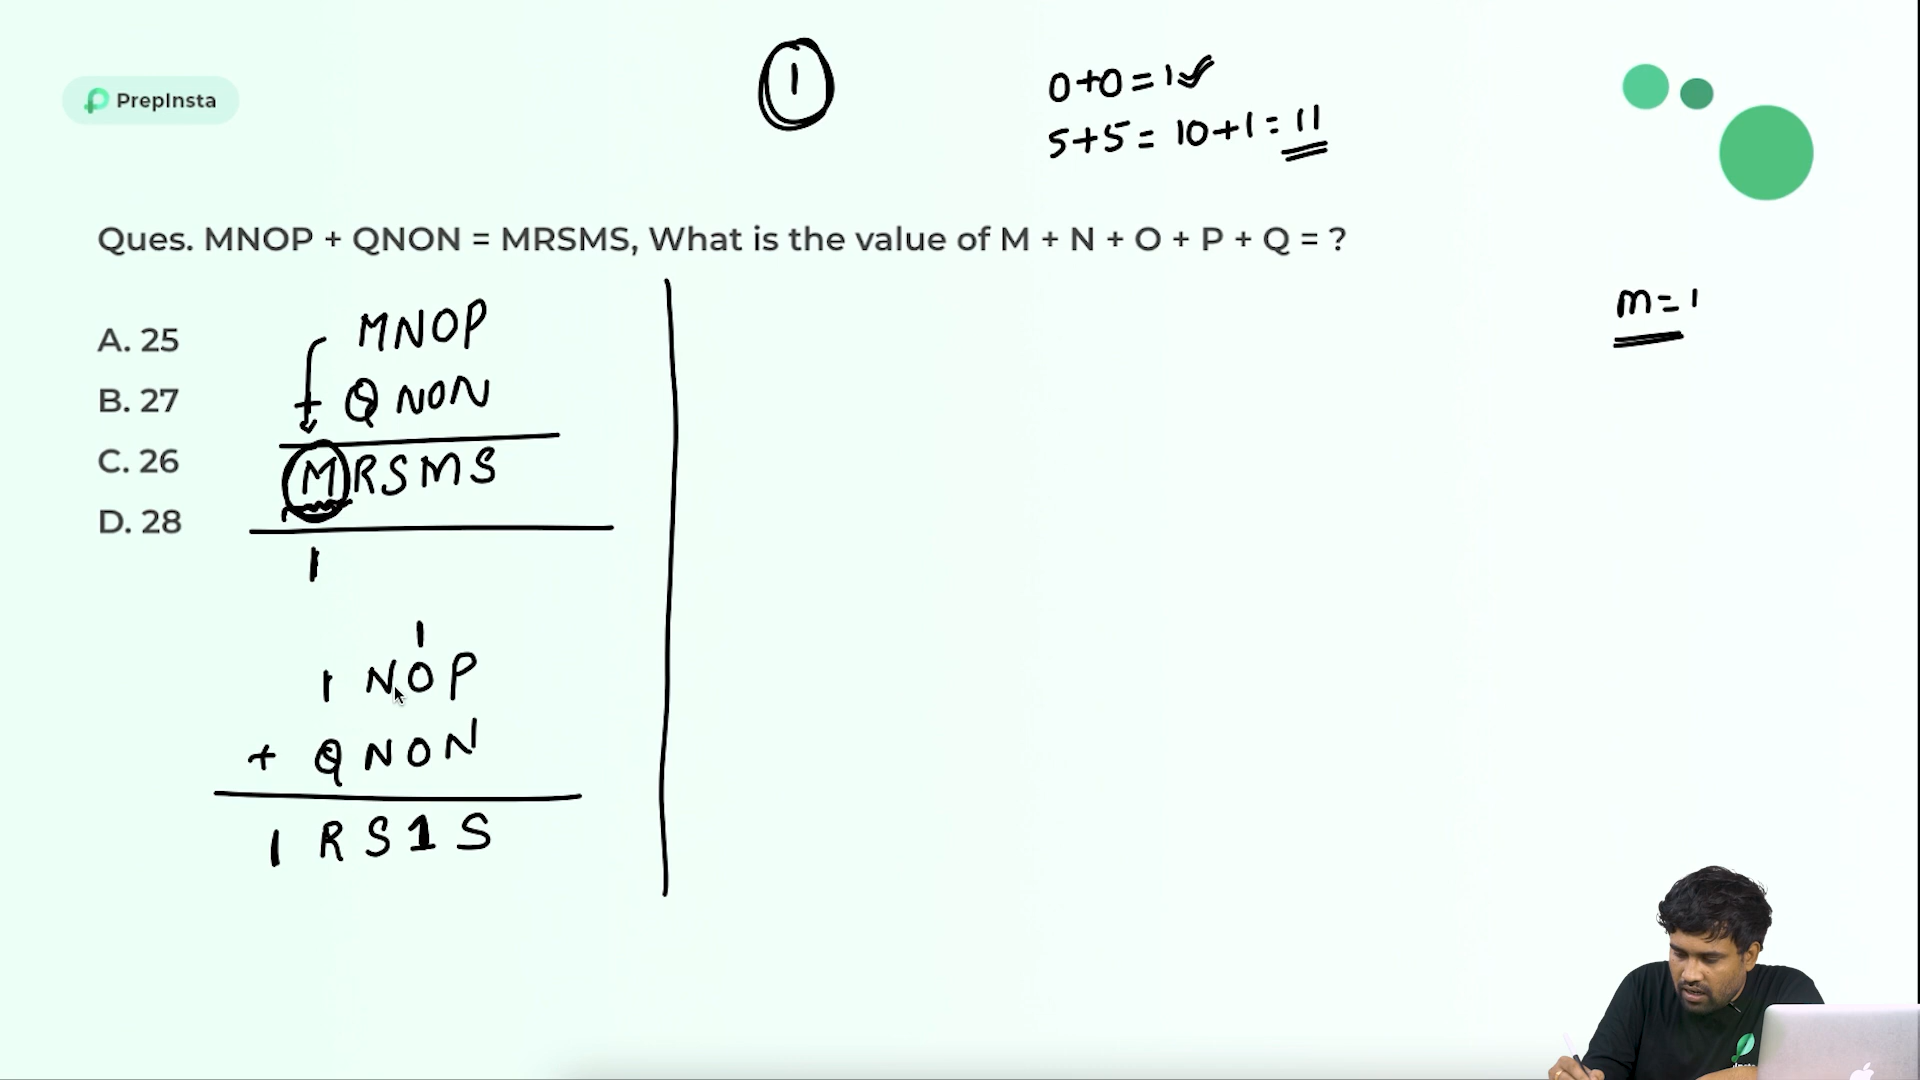 PrepInsta
1
0+0=1
5+5= 10+1= 11
Ques. MNOP + QNON = MRSMS, What is the value of M + N + O + P + Q = ?
m=1
A. 25
B. 27
C. 26
D. 28
MNOP
+ QNON
MRSMS
1
1
1 NOP
+ QNON
1 RS1S